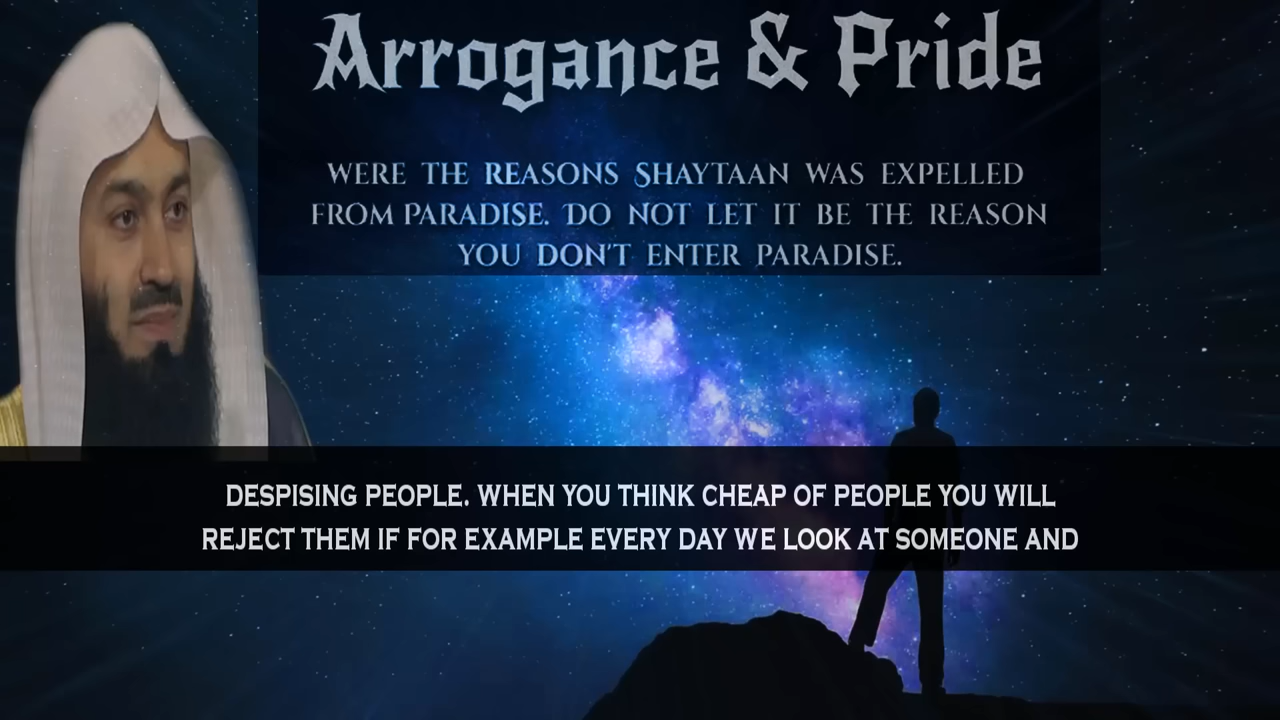 Arrogance & Pride
WERE THE REASONS SHAYTAAN WAS EXPELLED
FROM PARADISE. DO NOT LET IT BE THE REASON
YOU DON'T ENTER PARADISE.
DESPISING PEOPLE. WHEN YOU THINK CHEAP OF PEOPLE YOU WILL
REJECT THEM IF FOR EXAMPLE EVERY DAY WE LOOK AT SOMEONE AND